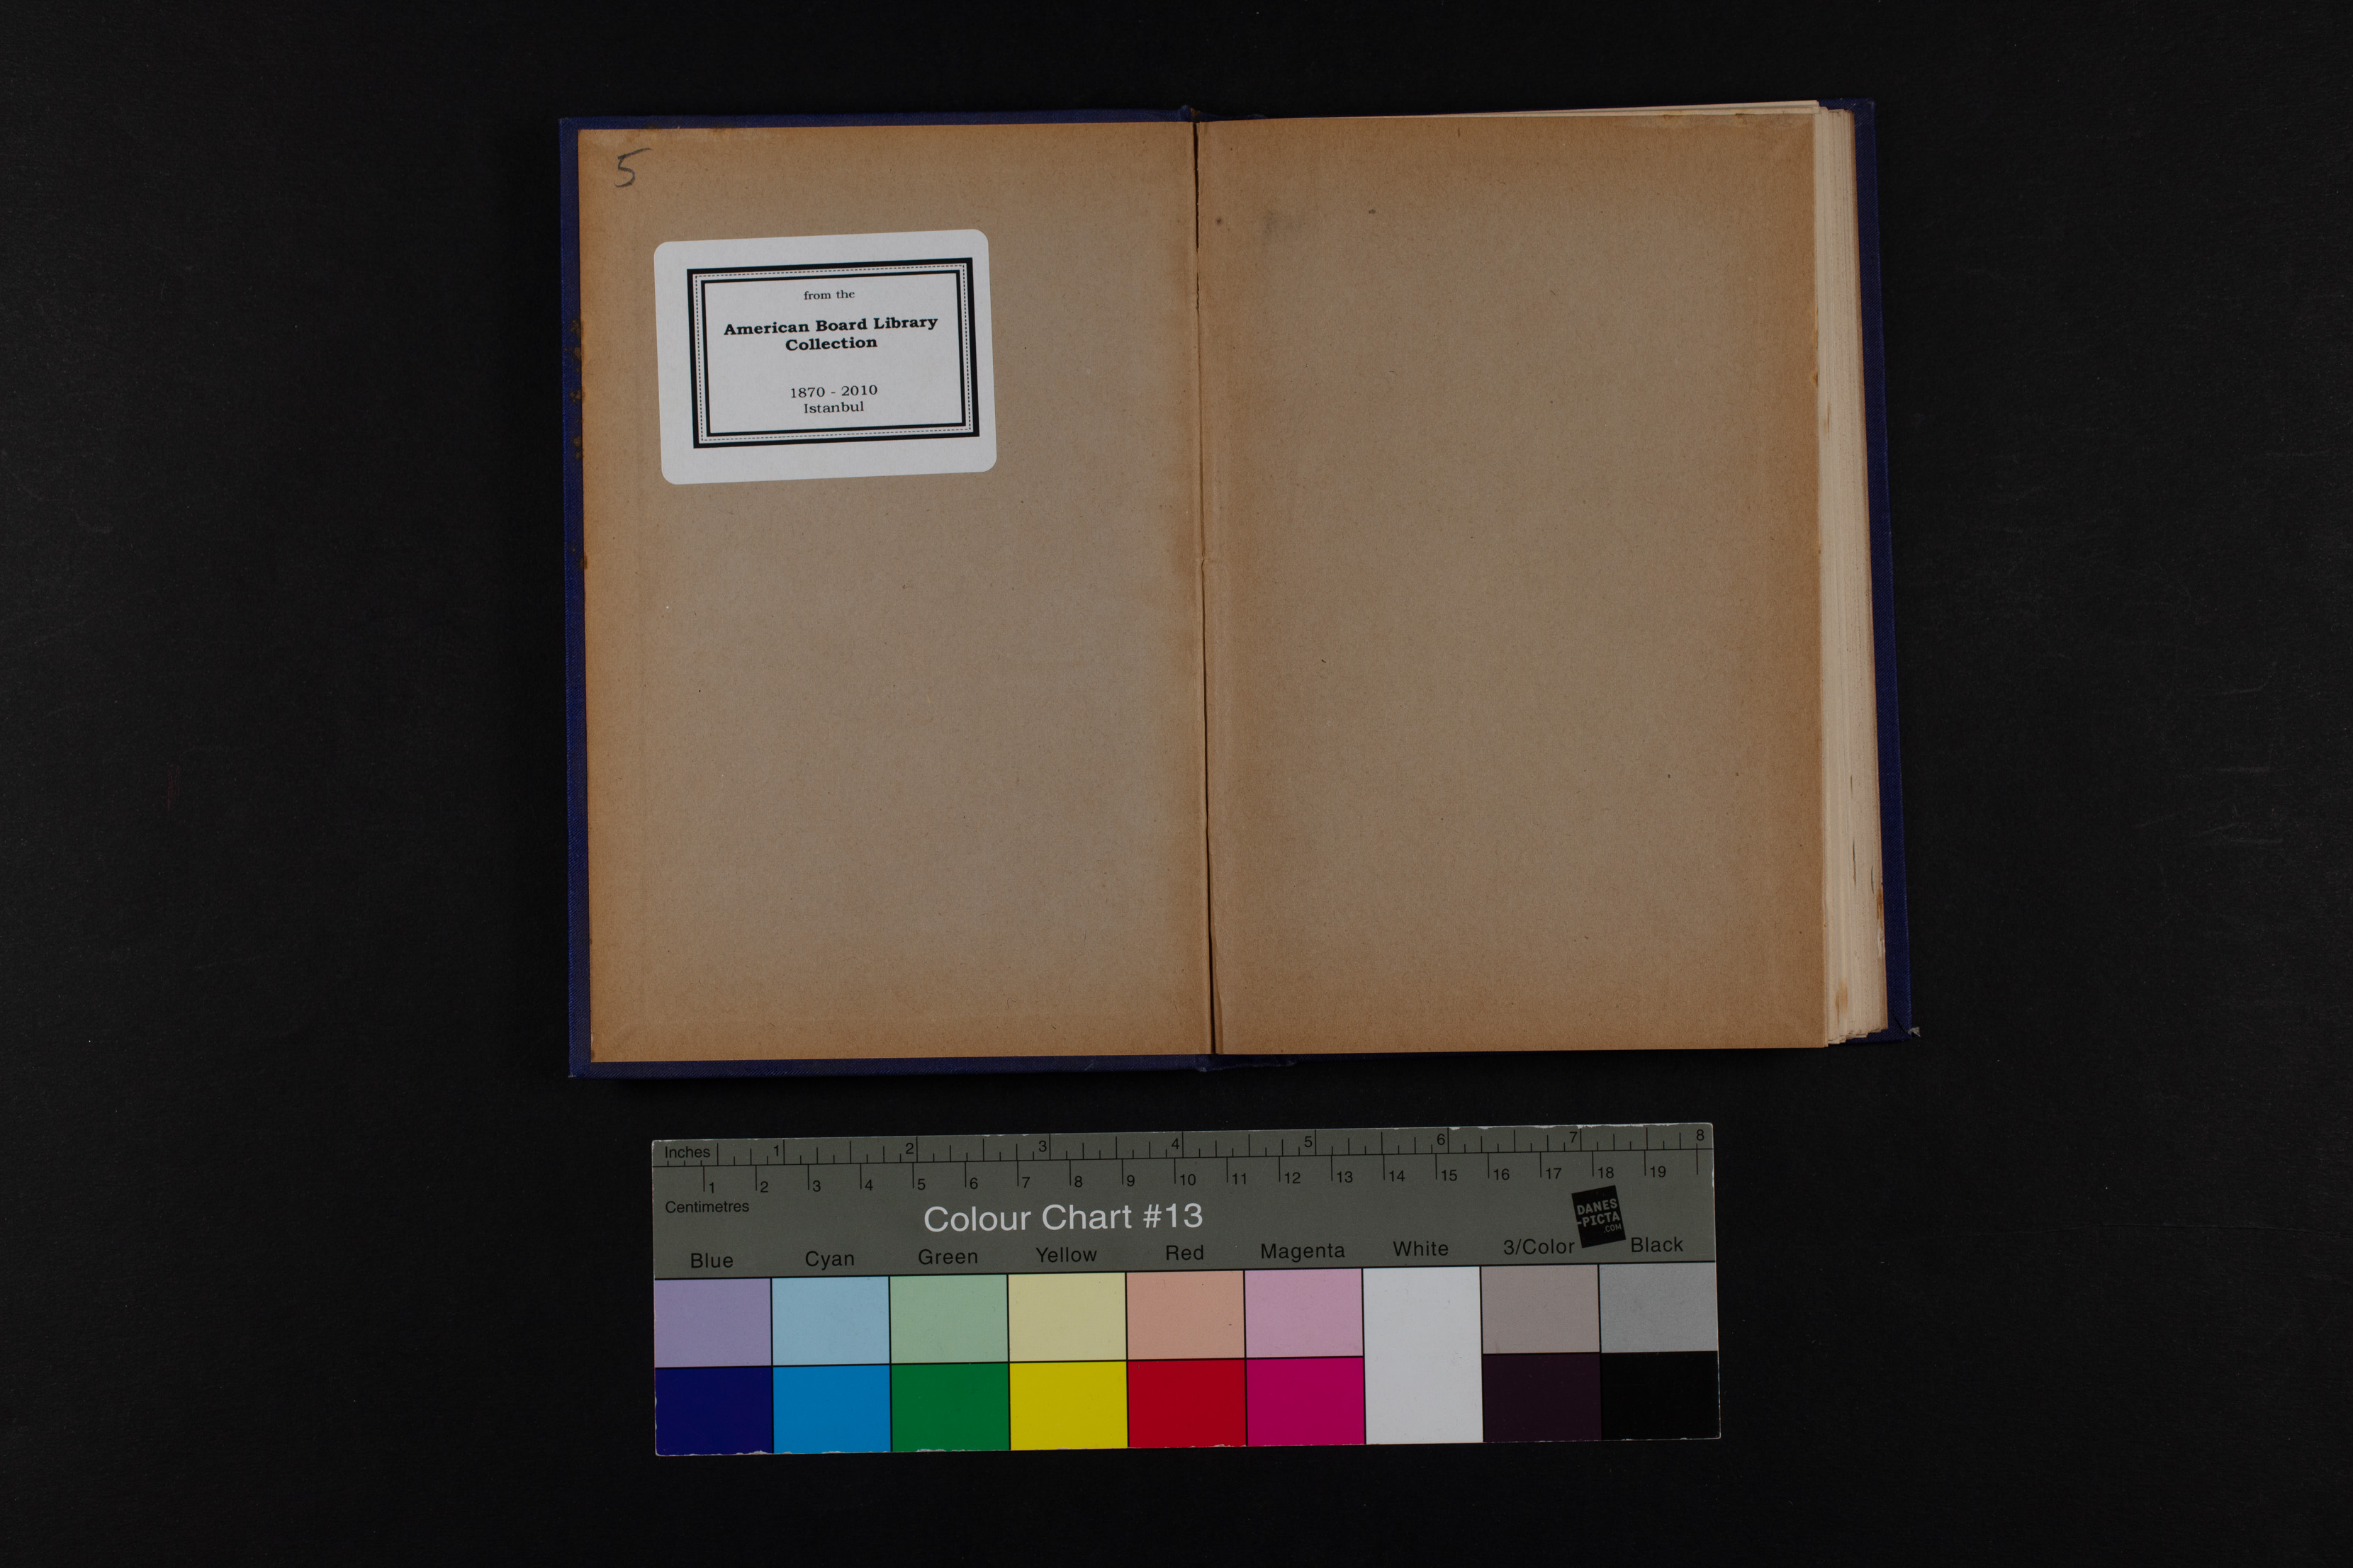 5
from the
American Board Library
Collection
1870 - 2010
Istanbul
Inches 1 2 3 4 5 6 7 8
1 2 3 4 5 6 7 8 9 10 11 12 13 14 15 16 17 18 19
Centimetres
Colour Chart #13
DANES
-PICTA
.COM
Blue Cyan Green Yellow Red Magenta White 3/Color Black